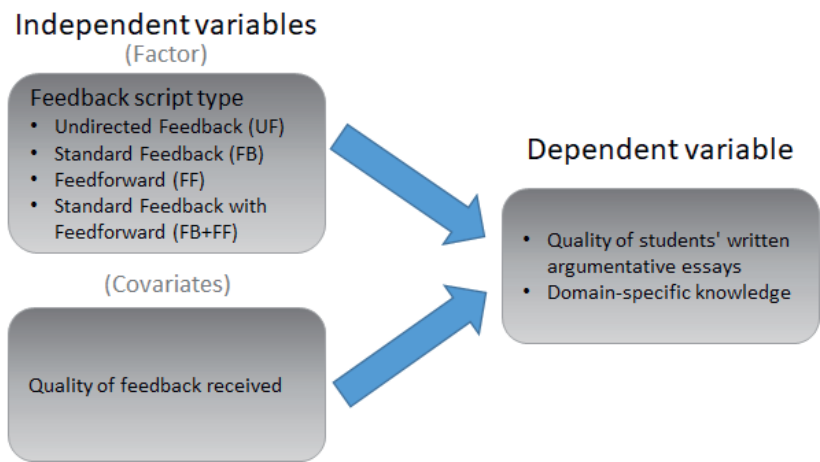 Independent variables
(Factor)
Feedback script type
• Undirected Feedback (UF)
• Standard Feedback (FB)
• Feedforward (FF)
• Standard Feedback with
Feedforward (FB+FF)
(Covariates)
Quality of feedback received
Dependent variable
• Quality of students' written
argumentative essays
• Domain-specific knowledge